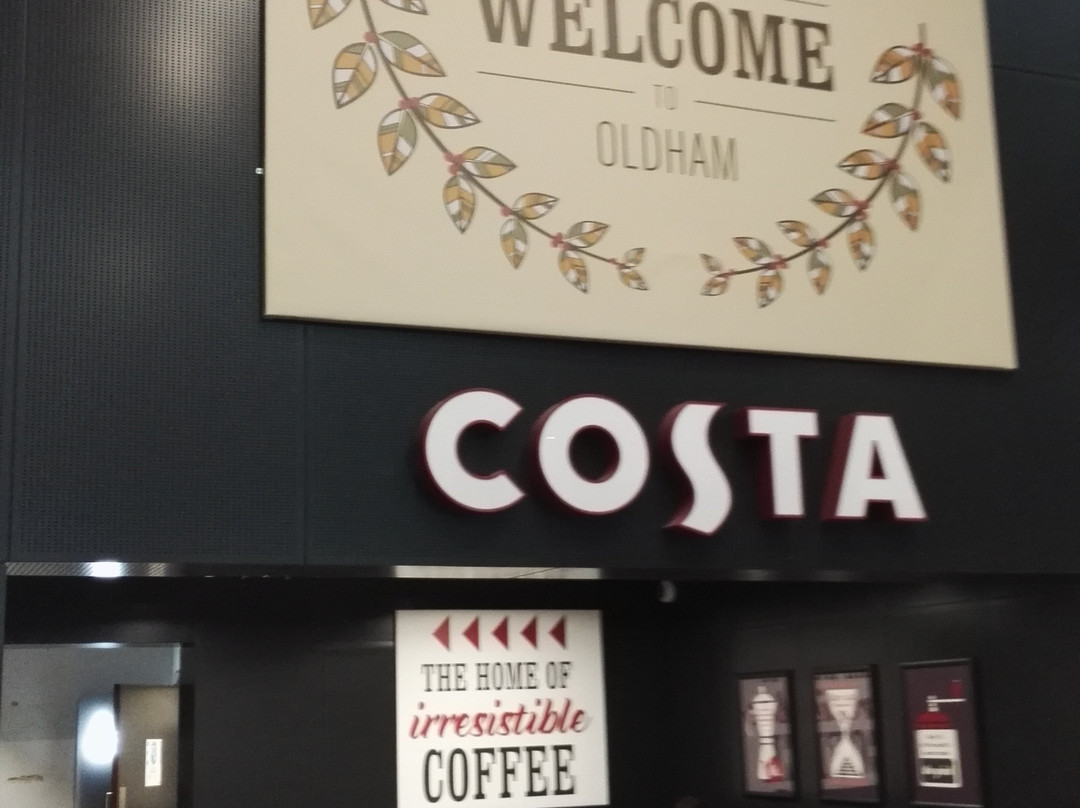 WELCOME
TO
OLDHAM
COSTA
THE HOME OF
irresistible
COFFEE